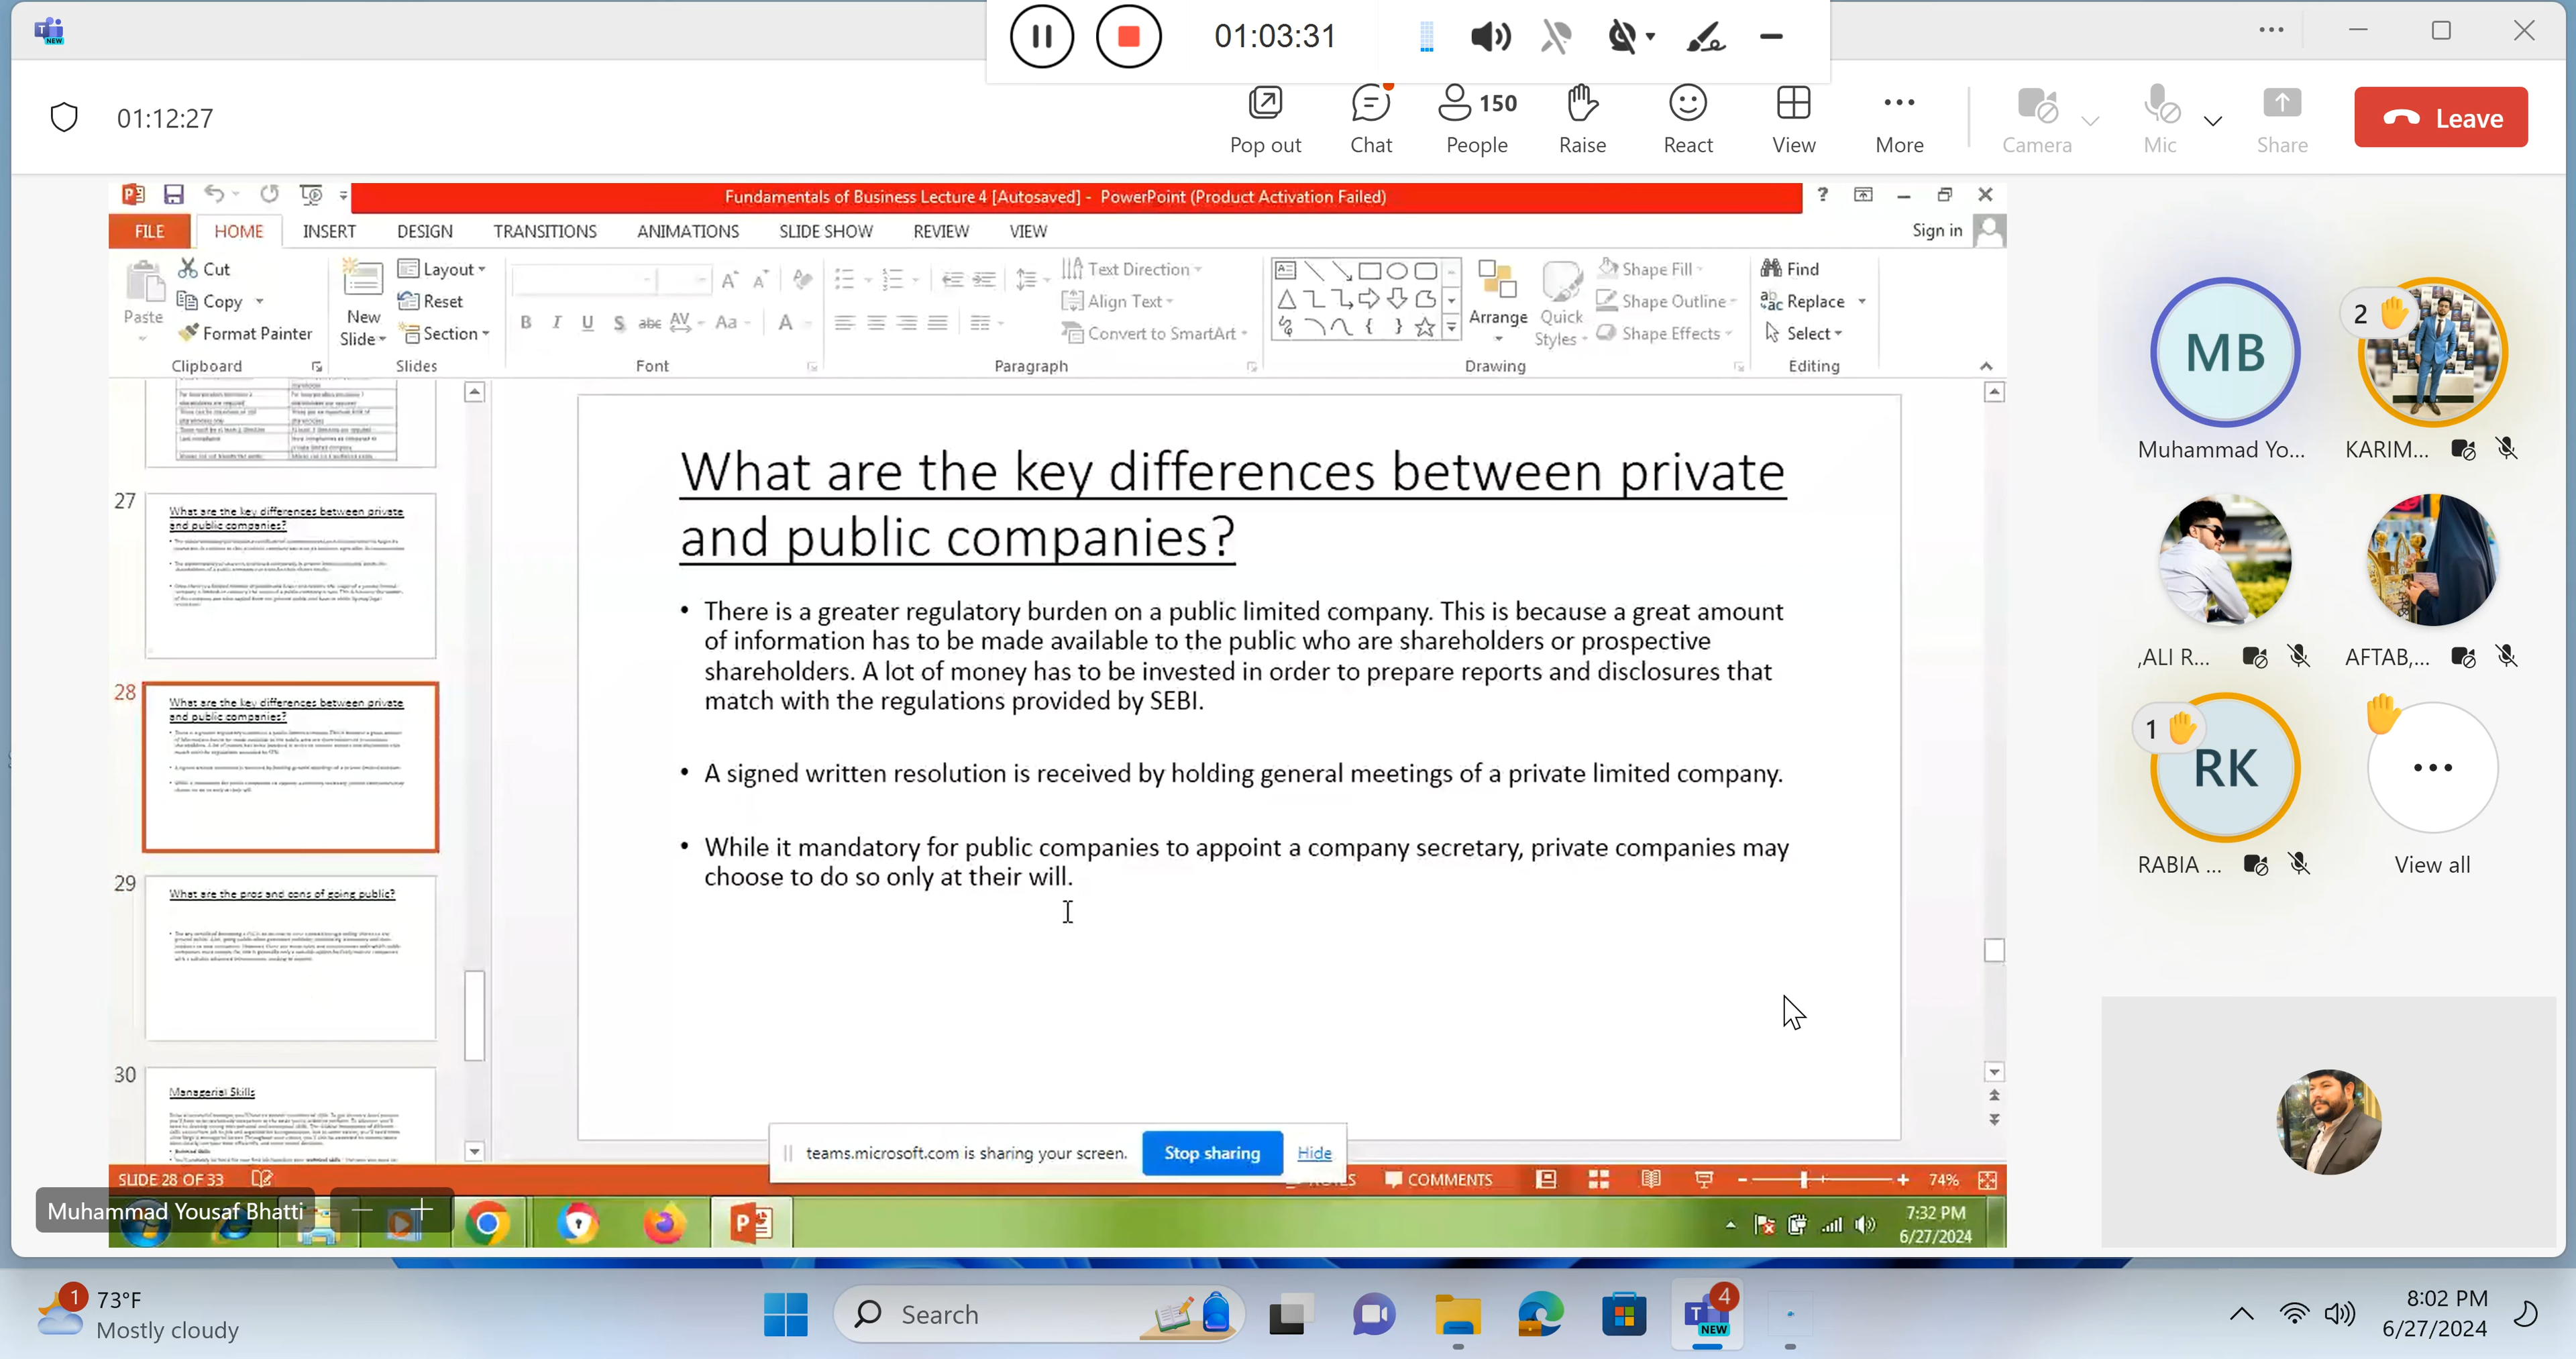 01:03:31
01:12:27
Pop out
Chat
150
People
Raise
React
View
More
Camera
Mic
Share
Leave
Fundamentals of Business Lecture 4 [Autosaved] - PowerPoint (Product Activation Failed)
FILE HOME INSERT DESIGN TRANSITIONS ANIMATIONS SLIDE SHOW REVIEW VIEW
Sign in
Paste
Cut
Copy
Format Painter
Clipboard
New
Slide
Layout
Reset
Section
Slides
Font
Text Direction
Align Text
Convert to SmartArt
Paragraph
Arrange
Quick
Styles
Shape Fill
Shape Outline
Shape Effects
Drawing
Find
Replace
Select
Editing
27
What are the key differences between private
and public companies?
28
What are the key differences between private
and public companies?
29
What are the pros and cons of going public?
30
Managerial Skills
What are the key differences between private
and public companies?
• There is a greater regulatory burden on a public limited company. This is because a great amount
of information has to be made available to the public who are shareholders or prospective
shareholders. A lot of money has to be invested in order to prepare reports and disclosures that
match with the regulations provided by SEBI.
• A signed written resolution is received by holding general meetings of a private limited company.
• While it mandatory for public companies to appoint a company secretary, private companies may
choose to do so only at their will.
teams.microsoft.com is sharing your screen.
Stop sharing
Hide
SLIDE 28 OF 33
COMMENTS
74%
Muhammad Yousaf Bhatti
7:32 PM
6/27/2024
MB
Muhammad Yo...
2
KARIM...
,ALI R...
AFTAB,...
1
RK
RABIA ...
View all
1
73°F
Mostly cloudy
Search
4
NEW
8:02 PM
6/27/2024